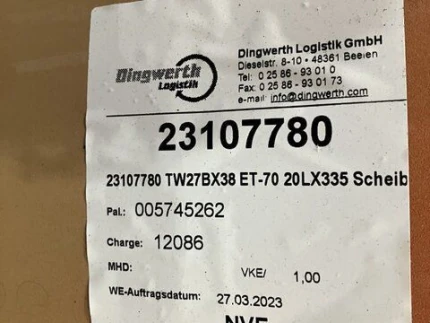 Dingwerth
Logistik
Dingwerth Logistik GmbH
Dieselstr. 8-10 • 48361 Beelen
Tel: 0 25 86 - 93 01 0
Fax: 0 25 86 - 93 01 73
e-mail: info@dingwerth.com
23107780
23107780 TW27BX38 ET-70 20LX335 Scheib
Pal.: 005745262
Charge: 12086
MHD:
VKE/ 1,00
WE-Auftragsdatum: 27.03.2023
NVE